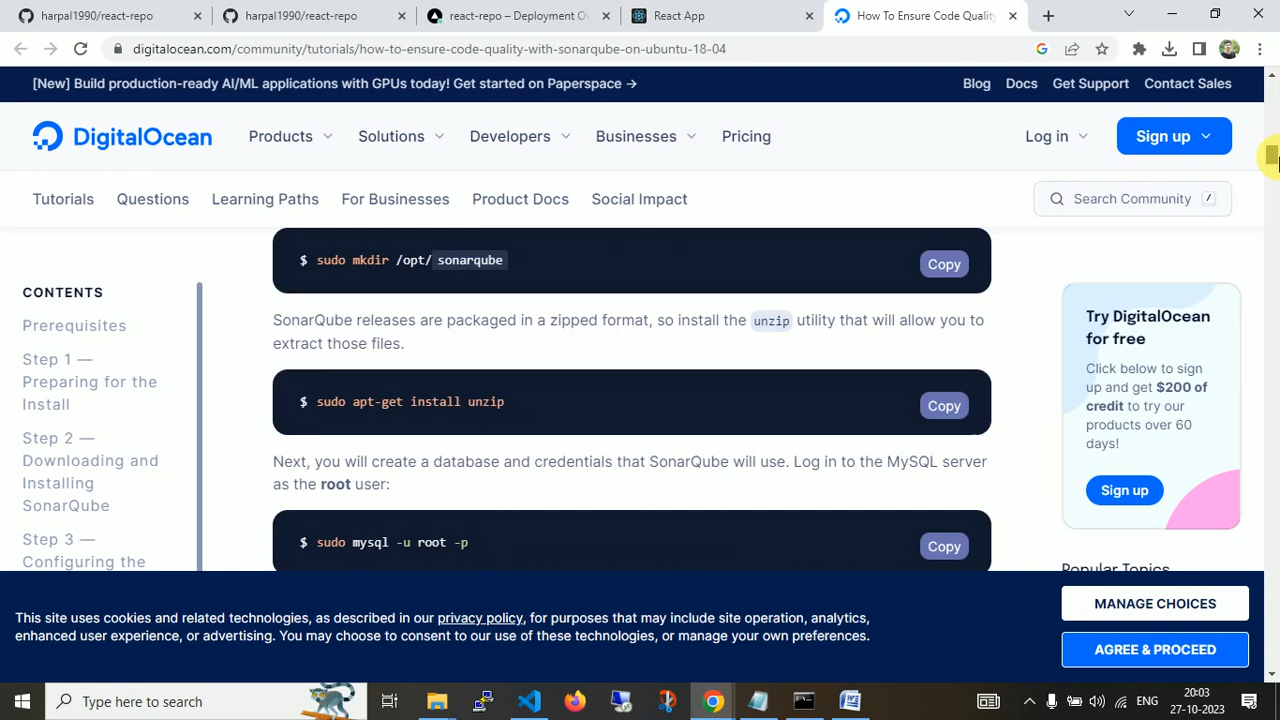 harpal1990/react-repo
harpal1990/react-repo
react-repo – Deployment Ov
React App
How To Ensure Code Quality
digitalocean.com/community/tutorials/how-to-ensure-code-quality-with-sonarqube-on-ubuntu-18-04
[New] Build production-ready AI/ML applications with GPUs today! Get started on Paperspace →
Blog Docs Get Support Contact Sales
DigitalOcean Products Solutions Developers Businesses Pricing Log in Sign up
Tutorials Questions Learning Paths For Businesses Product Docs Social Impact Search Community /
CONTENTS
Prerequisites
Step 1 —
Preparing for the
Install
Step 2 —
Downloading and
Installing
SonarQube
Step 3 —
Configuring the
$ sudo mkdir /opt/sonarqube
Copy
SonarQube releases are packaged in a zipped format, so install the unzip utility that will allow you to
extract those files.
$ sudo apt-get install unzip
Copy
Next, you will create a database and credentials that SonarQube will use. Log in to the MySQL server
as the root user:
$ sudo mysql -u root -p
Copy
Try DigitalOcean
for free
Click below to sign
up and get $200 of
credit to try our
products over 60
days!
Sign up
Popular Topics
This site uses cookies and related technologies, as described in our privacy policy, for purposes that may include site operation, analytics,
enhanced user experience, or advertising. You may choose to consent to our use of these technologies, or manage your own preferences.
MANAGE CHOICES
AGREE & PROCEED
Type here to search
ENG
20:03
27-10-2023